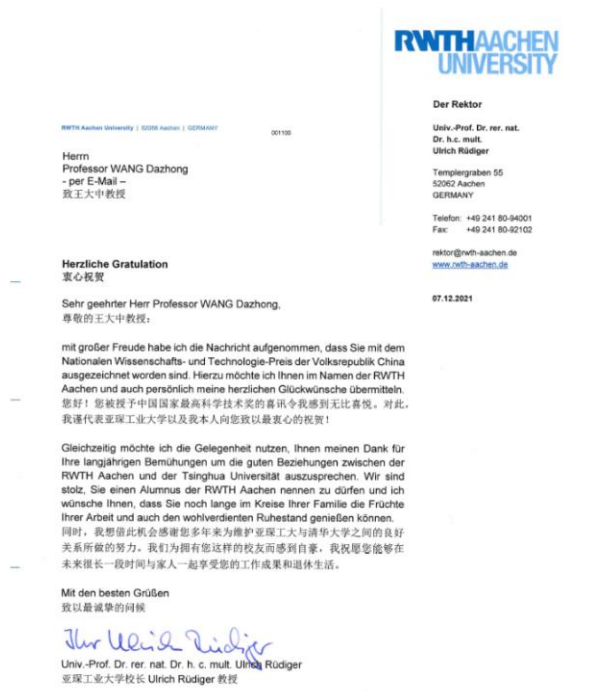 RWTHAACHEN
UNIVERSITY
Der Rektor
Univ.-Prof. Dr. rer. nat.
Dr. h.c. mult.
Ulrich Rüdiger
Templergraben 55
52062 Aachen
GERMANY
Telefon: +49 241 80-94001
Fax: +49 241 80-92102
rektor@rwth-aachen.de
www.rwth-aachen.de
07.12.2021
RWTH Aachen University | 52056 Aachen | GERMANY
001100
Herrn
Professor WANG Dazhong
- per E-Mail –
致王大中教授
Herzliche Gratulation
衷心祝贺
Sehr geehrter Herr Professor WANG Dazhong,
尊敬的王大中教授:
mit großer Freude habe ich die Nachricht aufgenommen, dass Sie mit dem
Nationalen Wissenschafts- und Technologie-Preis der Volksrepublik China
ausgezeichnet worden sind. Hierzu möchte ich Ihnen im Namen der RWTH
Aachen und auch persönlich meine herzlichen Glückwünsche übermitteln.
您好!您被授予中国国家最高科学技术奖的喜讯令我感到无比喜悦。对此,
我谨代表亚琛工业大学以及我本人向您致以最衷心的祝贺!
Gleichzeitig möchte ich die Gelegenheit nutzen, Ihnen meinen Dank für
Ihre langjährigen Bemühungen um die guten Beziehungen zwischen der
RWTH Aachen und der Tsinghua Universität auszusprechen. Wir sind
stolz, Sie einen Alumnus der RWTH Aachen nennen zu dürfen und ich
wünsche Ihnen, dass Sie noch lange im Kreise Ihrer Familie die Früchte
Ihrer Arbeit und auch den wohlverdienten Ruhestand genießen können.
同时,我想借此机会感谢您多年来为维护亚琛工大与清华大学之间的良好
关系所做的努力。我们为拥有您这样的校友而感到自豪,我祝愿您能够在
未来很长一段时间与家人一起享受您的工作成果和退休生活。
Mit den besten Grüßen
致以最诚挚的问候
Ihr Ulrich Rüdiger
Univ.-Prof. Dr. rer. nat. Dr. h. c. mult. Ulrich Rüdiger
亚琛工业大学校长 Ulrich Rüdiger 教授